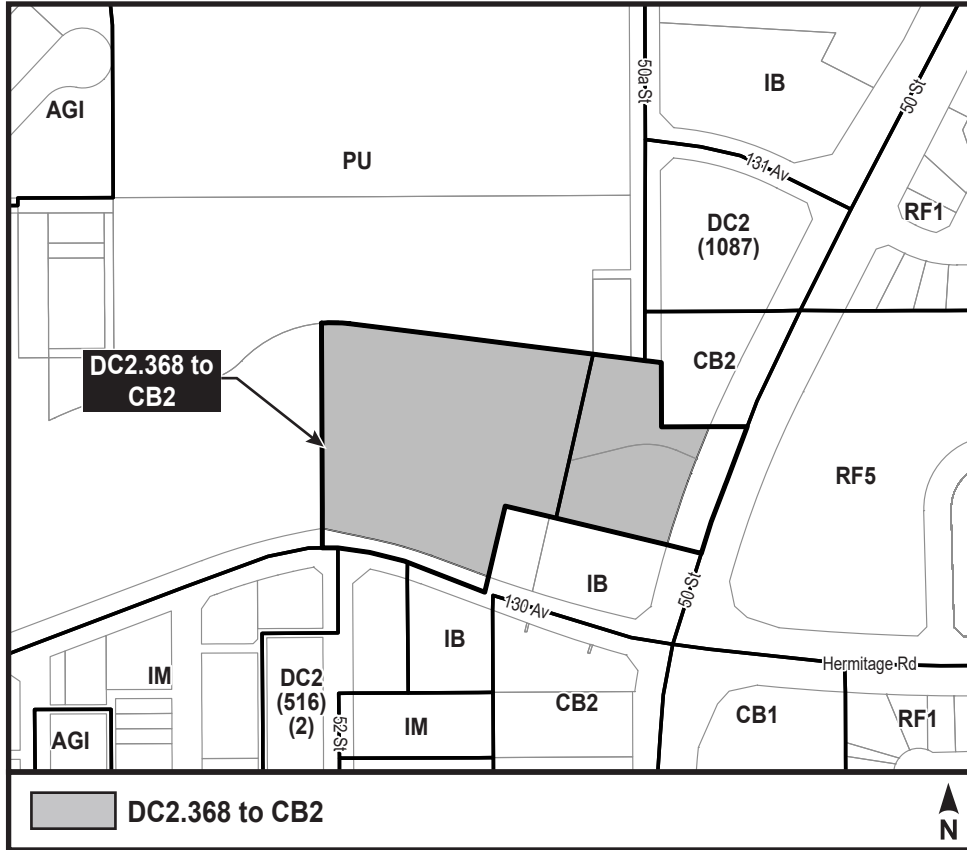 AGI
PU
50a St
IB
50 St
131 Av
RF1
DC2
(1087)
DC2.368 to
CB2
CB2
RF5
IB
50 St
130 Av
Hermitage Rd
IM
DC2
(516)
(2)
52 St
IB
IM
CB2
CB1
RF1
AGI
DC2.368 to CB2
N